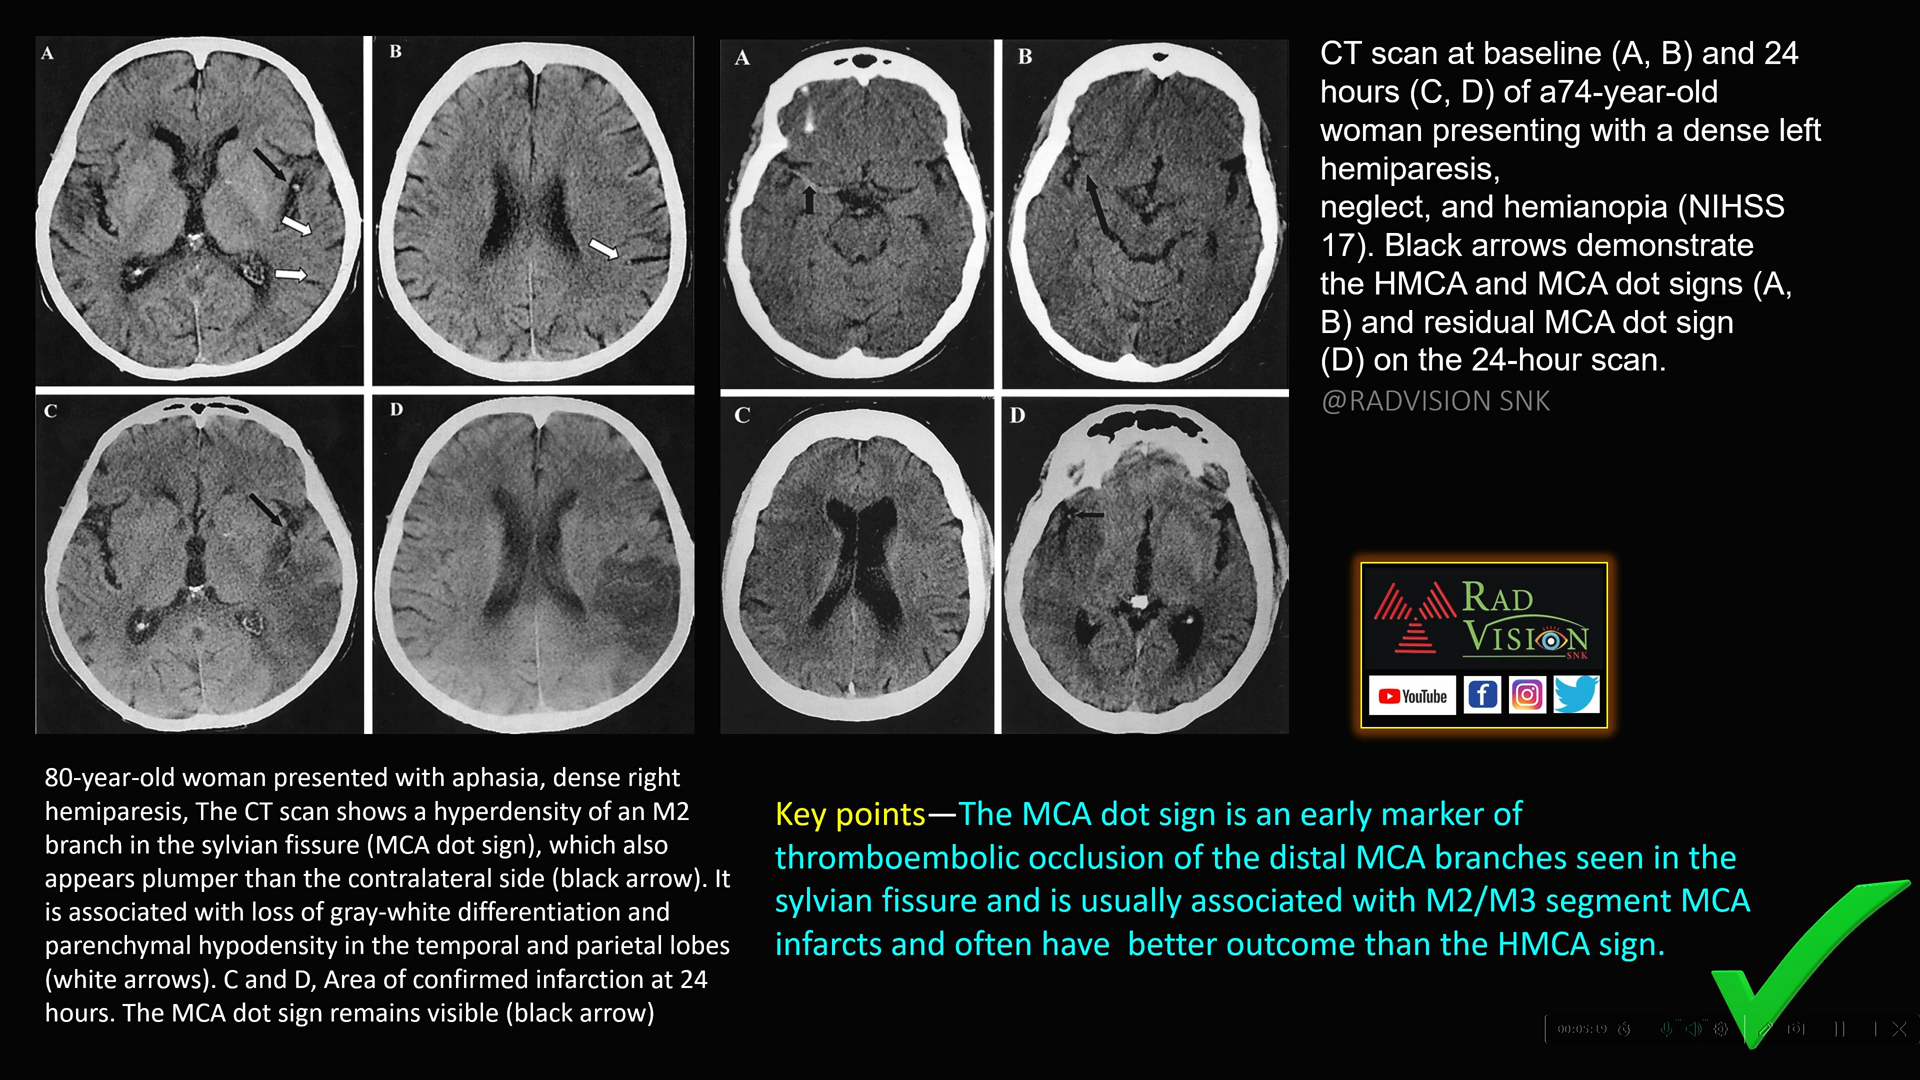 A
B
C
D
A
B
C
D
CT scan at baseline (A, B) and 24
hours (C, D) of a74-year-old
woman presenting with a dense left
hemiparesis,
neglect, and hemianopia (NIHSS
17). Black arrows demonstrate
the HMCA and MCA dot signs (A,
B) and residual MCA dot sign
(D) on the 24-hour scan.
@RADVISION SNK
RAD
VISION
SNK
YouTube
80-year-old woman presented with aphasia, dense right
hemiparesis, The CT scan shows a hyperdensity of an M2
branch in the sylvian fissure (MCA dot sign), which also
appears plumper than the contralateral side (black arrow). It
is associated with loss of gray-white differentiation and
parenchymal hypodensity in the temporal and parietal lobes
(white arrows). C and D, Area of confirmed infarction at 24
hours. The MCA dot sign remains visible (black arrow)
Key points—The MCA dot sign is an early marker of
thromboembolic occlusion of the distal MCA branches seen in the
sylvian fissure and is usually associated with M2/M3 segment MCA
infarcts and often have  better outcome than the HMCA sign.
00:05:19